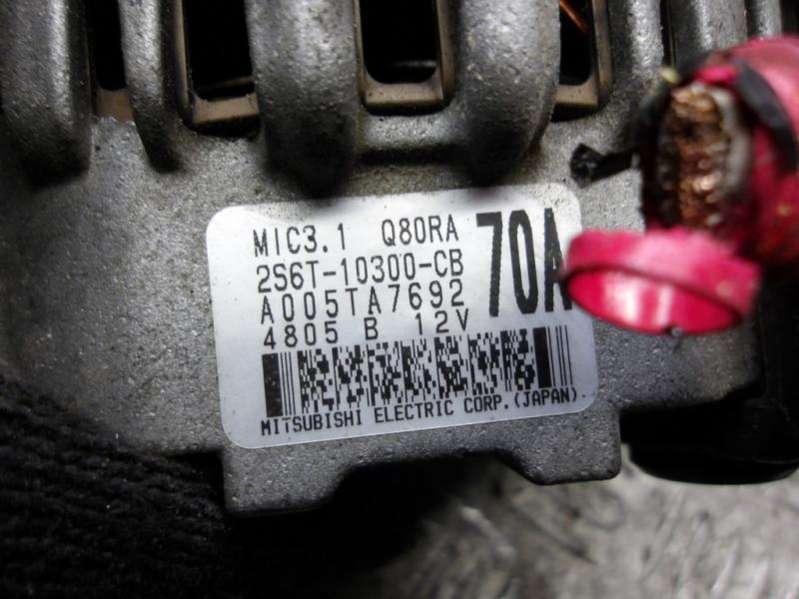 MIC3.1 Q80RA 70A
2S6T-10300-CB
A005TA7692
4805 B 12V
MITSUBISHI ELECTRIC CORP.(JAPAN)